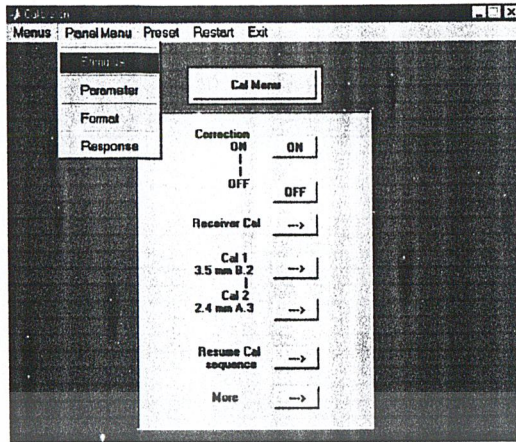 Menus Panel Menu Preset Restart Exit
Stimulus
Parameter
Format
Response
Cal Menu
Correction
ON
ON
OFF
OFF
Receiver Cal
-->
Cal 1
3.5 mm B.2
-->
Cal 2
2.4 mm A.3
-->
Resume Cal
sequence
-->
More
-->